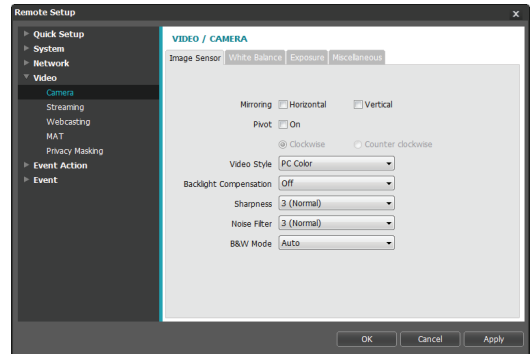 Remote Setup x
Quick Setup
System
Network
Video
Camera
Streaming
Webcasting
MAT
Privacy Masking
Event Action
Event
VIDEO / CAMERA
Image Sensor White Balance Exposure Miscellaneous
Mirroring Horizontal Vertical
Pivot On
Clockwise Counter clockwise
Video Style PC Color
Backlight Compensation Off
Sharpness 3 (Normal)
Noise Filter 3 (Normal)
B&W Mode Auto
OK Cancel Apply